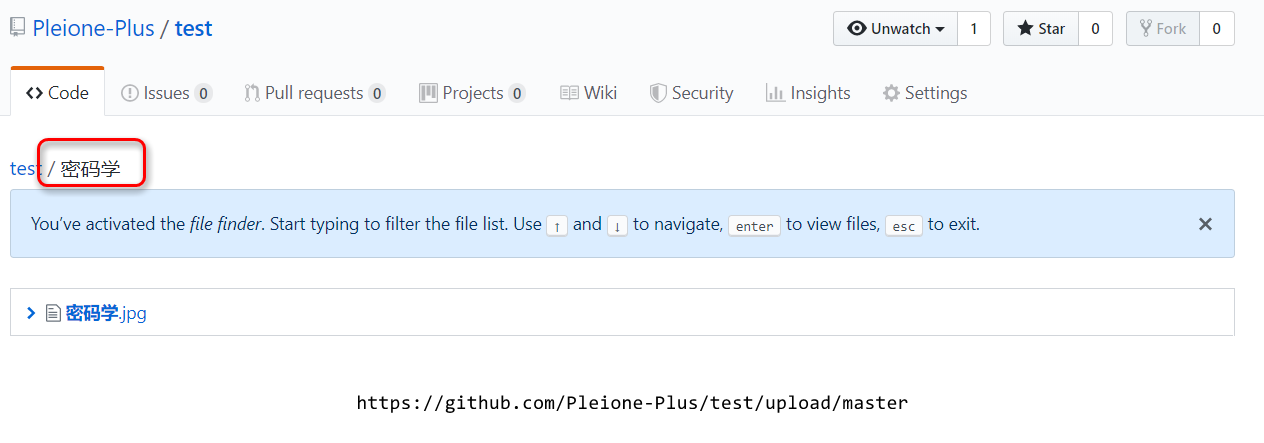 Pleione-Plus / test
Unwatch 1 Star 0 Fork 0
Code Issues 0 Pull requests 0 Projects 0 Wiki Security Insights Settings
test / 密码学
You’ve activated the file finder. Start typing to filter the file list. Use ↑ and ↓ to navigate, enter to view files, esc to exit.
密码学.jpg
https://github.com/Pleione-Plus/test/upload/master